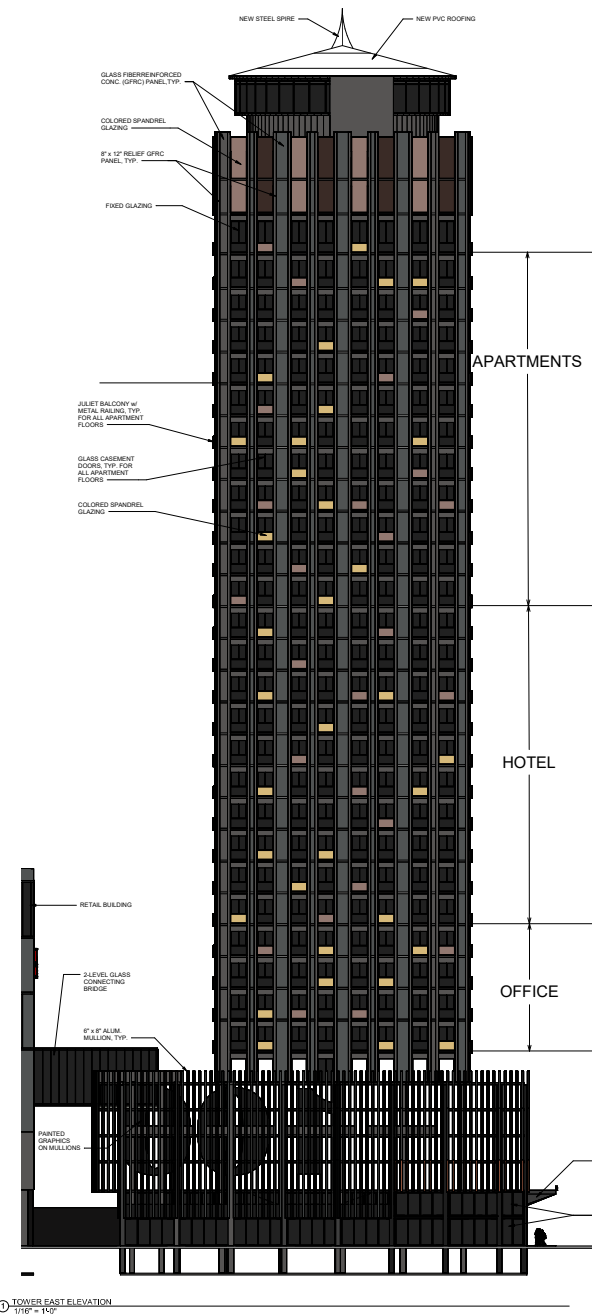 NEW STEEL SPIRE
NEW PVC ROOFING
GLASS FIBERREINFORCED
CONC. (GFRC) PANEL,TYP.
COLORED SPANDREL
GLAZING
8" x 12" RELIEF GFRC
PANEL, TYP.
FIXED GLAZING
APARTMENTS
JULIET BALCONY w/
METAL RAILING, TYP.
FOR ALL APARTMENT
FLOORS
GLASS CASEMENT
DOORS, TYP. FOR
ALL APARTMENT
FLOORS
COLORED SPANDREL
GLAZING
HOTEL
RETAIL BUILDING
2-LEVEL GLASS
CONNECTING
BRIDGE
OFFICE
6" x 8" ALUM.
MULLION, TYP.
PAINTED
GRAPHICS
ON MULLIONS
1 TOWER EAST ELEVATION
1/16" = 1'-0"